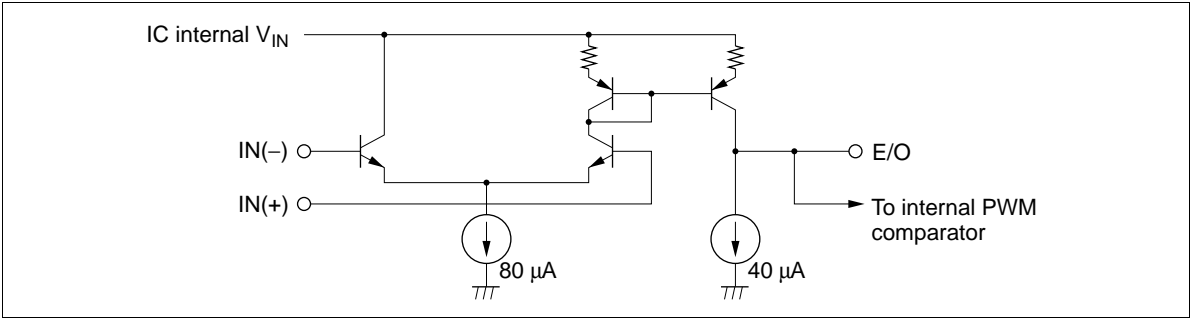 IC internal V_IN
IN(−)
E/O
IN(+)
To internal PWM
comparator
80 μA
40 μA